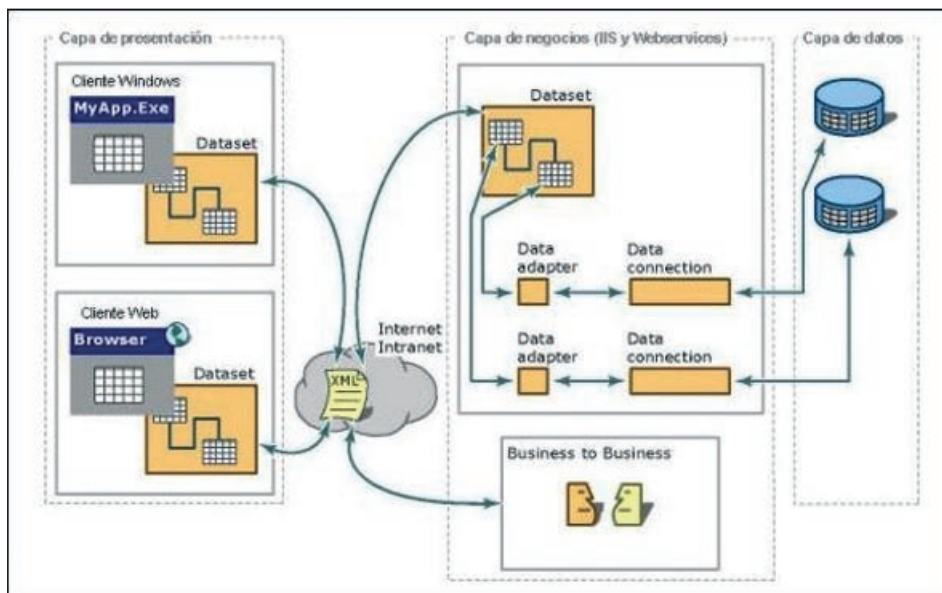 Capa de presentación
Cliente Windows
MyApp.Exe
Dataset
Cliente Web
Browser
Dataset
Internet
Intranet
XML
Capa de negocios (IIS y Webservices)
Dataset
Data
adapter
Data
connection
Data
adapter
Data
connection
Business to Business
Capa de datos